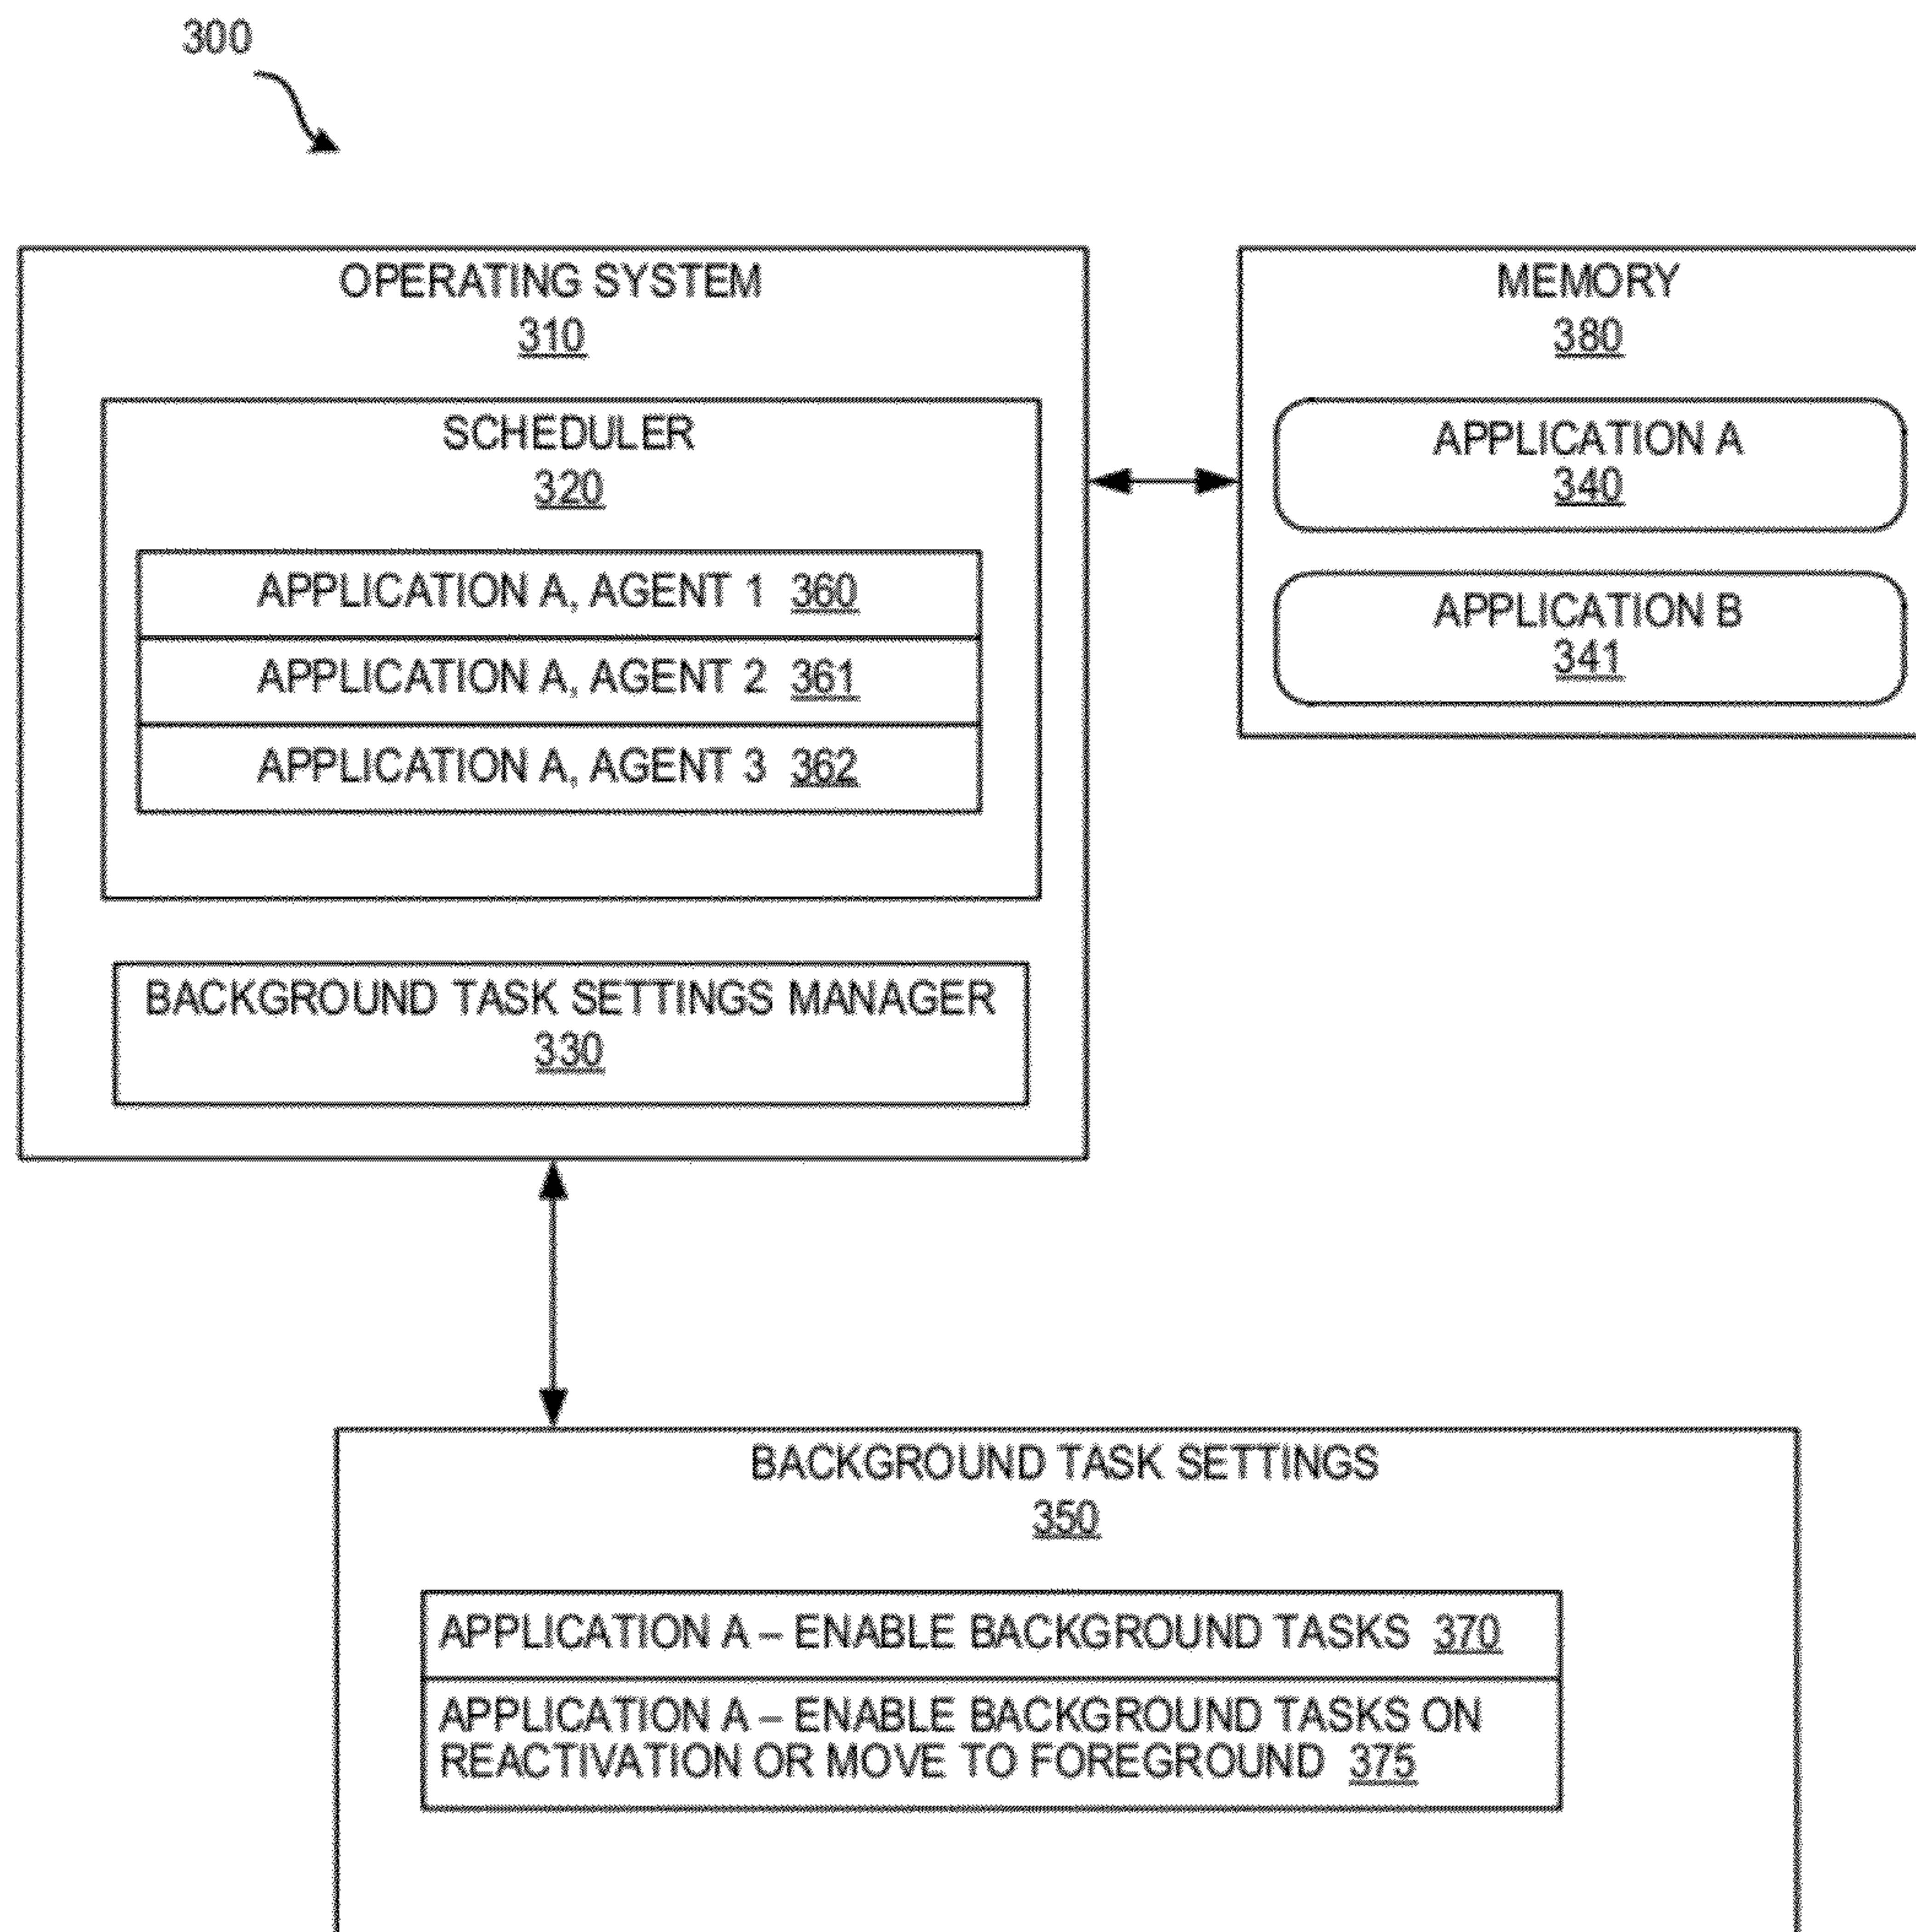 300
OPERATING SYSTEM
310
SCHEDULER
320
APPLICATION A, AGENT 1 360
APPLICATION A, AGENT 2 361
APPLICATION A, AGENT 3 362
BACKGROUND TASK SETTINGS MANAGER
330
MEMORY
380
APPLICATION A
340
APPLICATION B
341
BACKGROUND TASK SETTINGS
350
APPLICATION A – ENABLE BACKGROUND TASKS 370
APPLICATION A – ENABLE BACKGROUND TASKS ON
REACTIVATION OR MOVE TO FOREGROUND 375